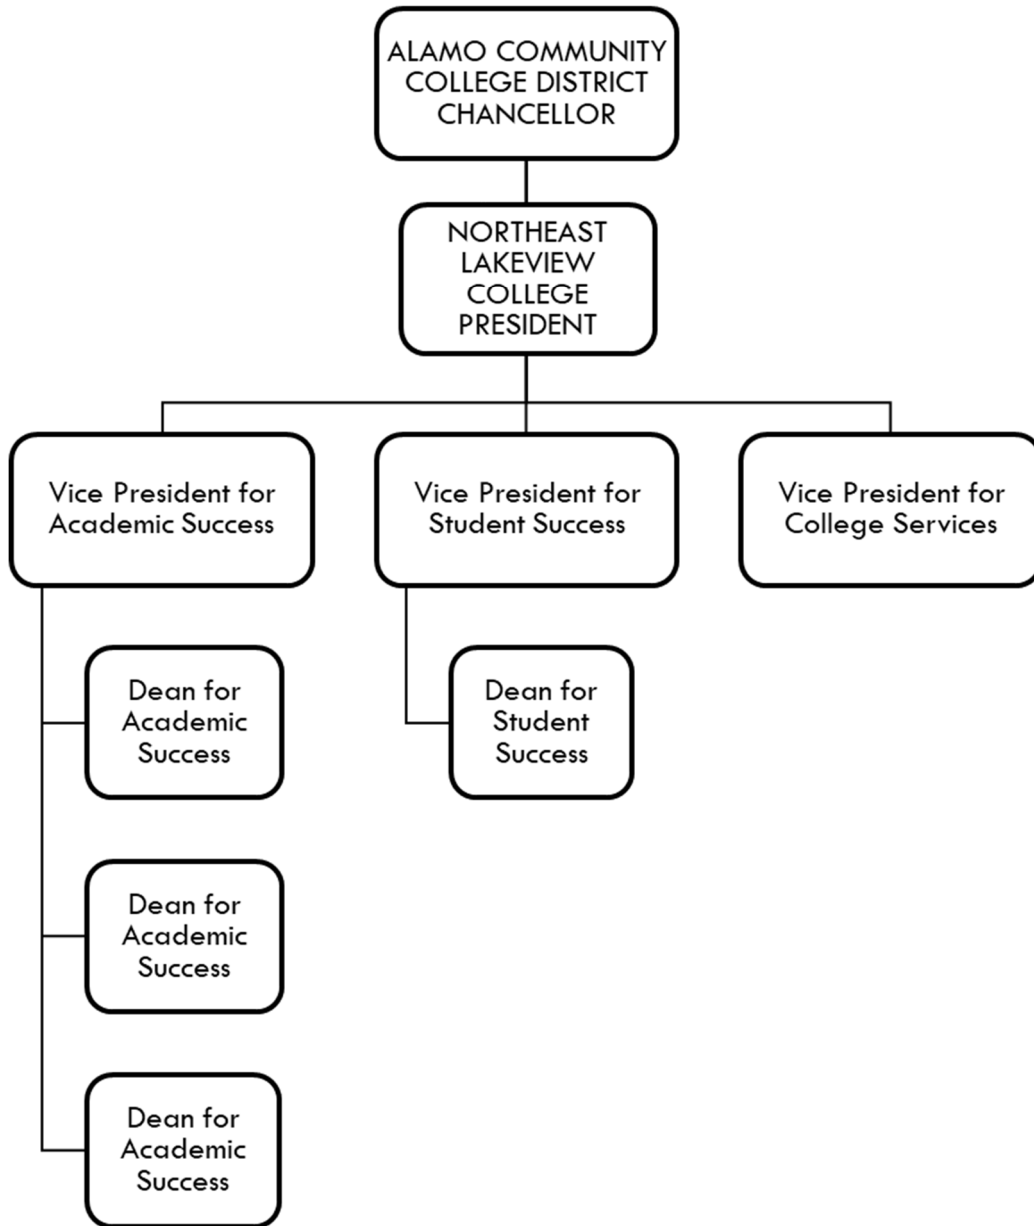 ALAMO COMMUNITY
COLLEGE DISTRICT
CHANCELLOR
NORTHEAST
LAKEVIEW
COLLEGE
PRESIDENT
Vice President for
Academic Success
Vice President for
Student Success
Vice President for
College Services
Dean for
Academic
Success
Dean for
Student
Success
Dean for
Academic
Success
Dean for
Academic
Success